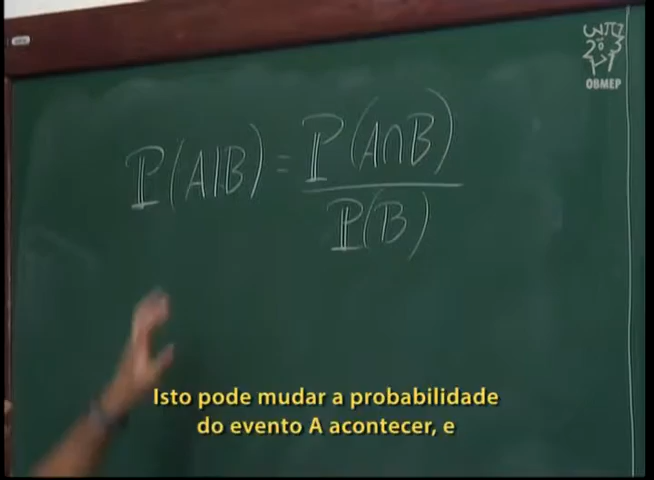 OBMEP
P(A|B) = P(A∩B) / P(B)
Isto pode mudar a probabilidade
do evento A acontecer, e